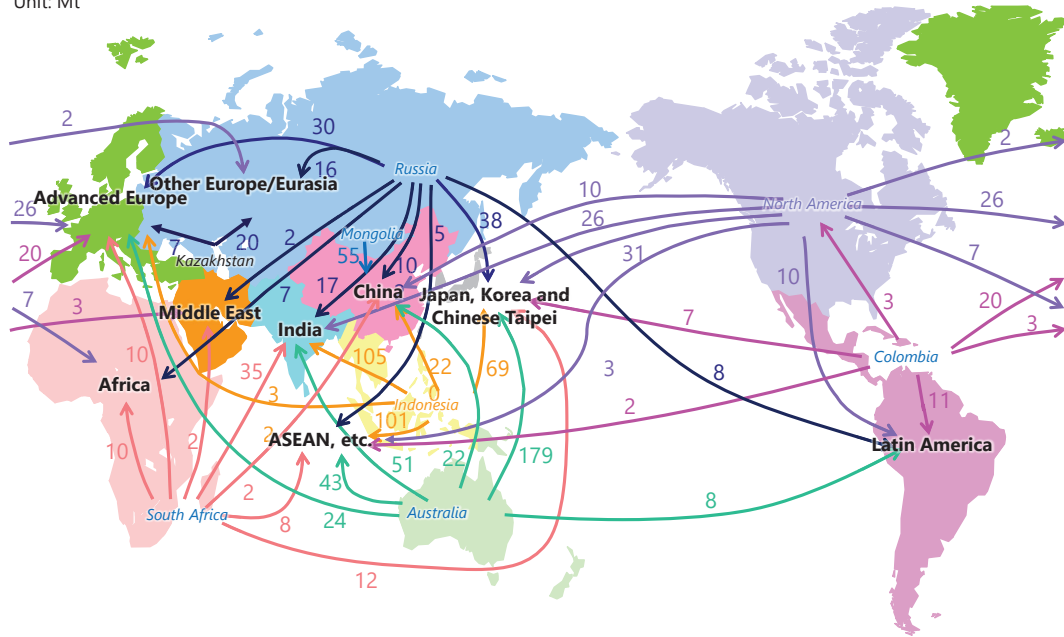 Unit: Mt
2
30
2
Russia
16
Other Europe/Eurasia
Advanced Europe
10
North America
26
26
26
38
5
Mongolia
2
7
20
31
7
55
20
Kazakhstan
10
10
17
7
China
Japan, Korea and
Chinese Taipei
7
3
Middle East
India
3
20
3
7
Colombia
10
105
22
69
35
8
3
Africa
3
0
Indonesia
11
2
101
10
2
2
ASEAN, etc.
Latin America
51
22
179
43
2
South Africa
8
24
Australia
8
12